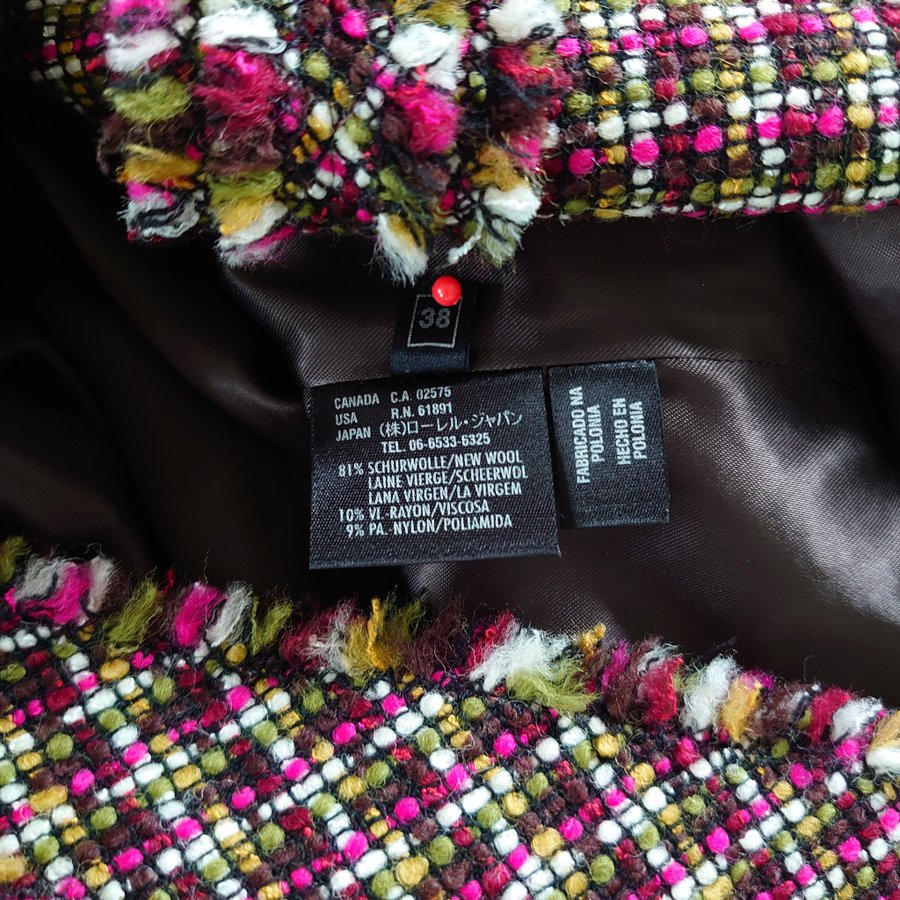 38
CANADA C.A. 02575
USA R.N. 61891
JAPAN (株)ローレル・ジャパン
TEL. 06-6533-6325
81% SCHURWOLLE/NEW WOOL
LAINE VIERGE/SCHEERWOL
LANA VIRGEN/LA VIRGEM
10% VI. RAYON/VISCOSA
9% PA. NYLON/POLIAMIDA
FABRICADO NA
POLONA
HECHO EN
POLONIA